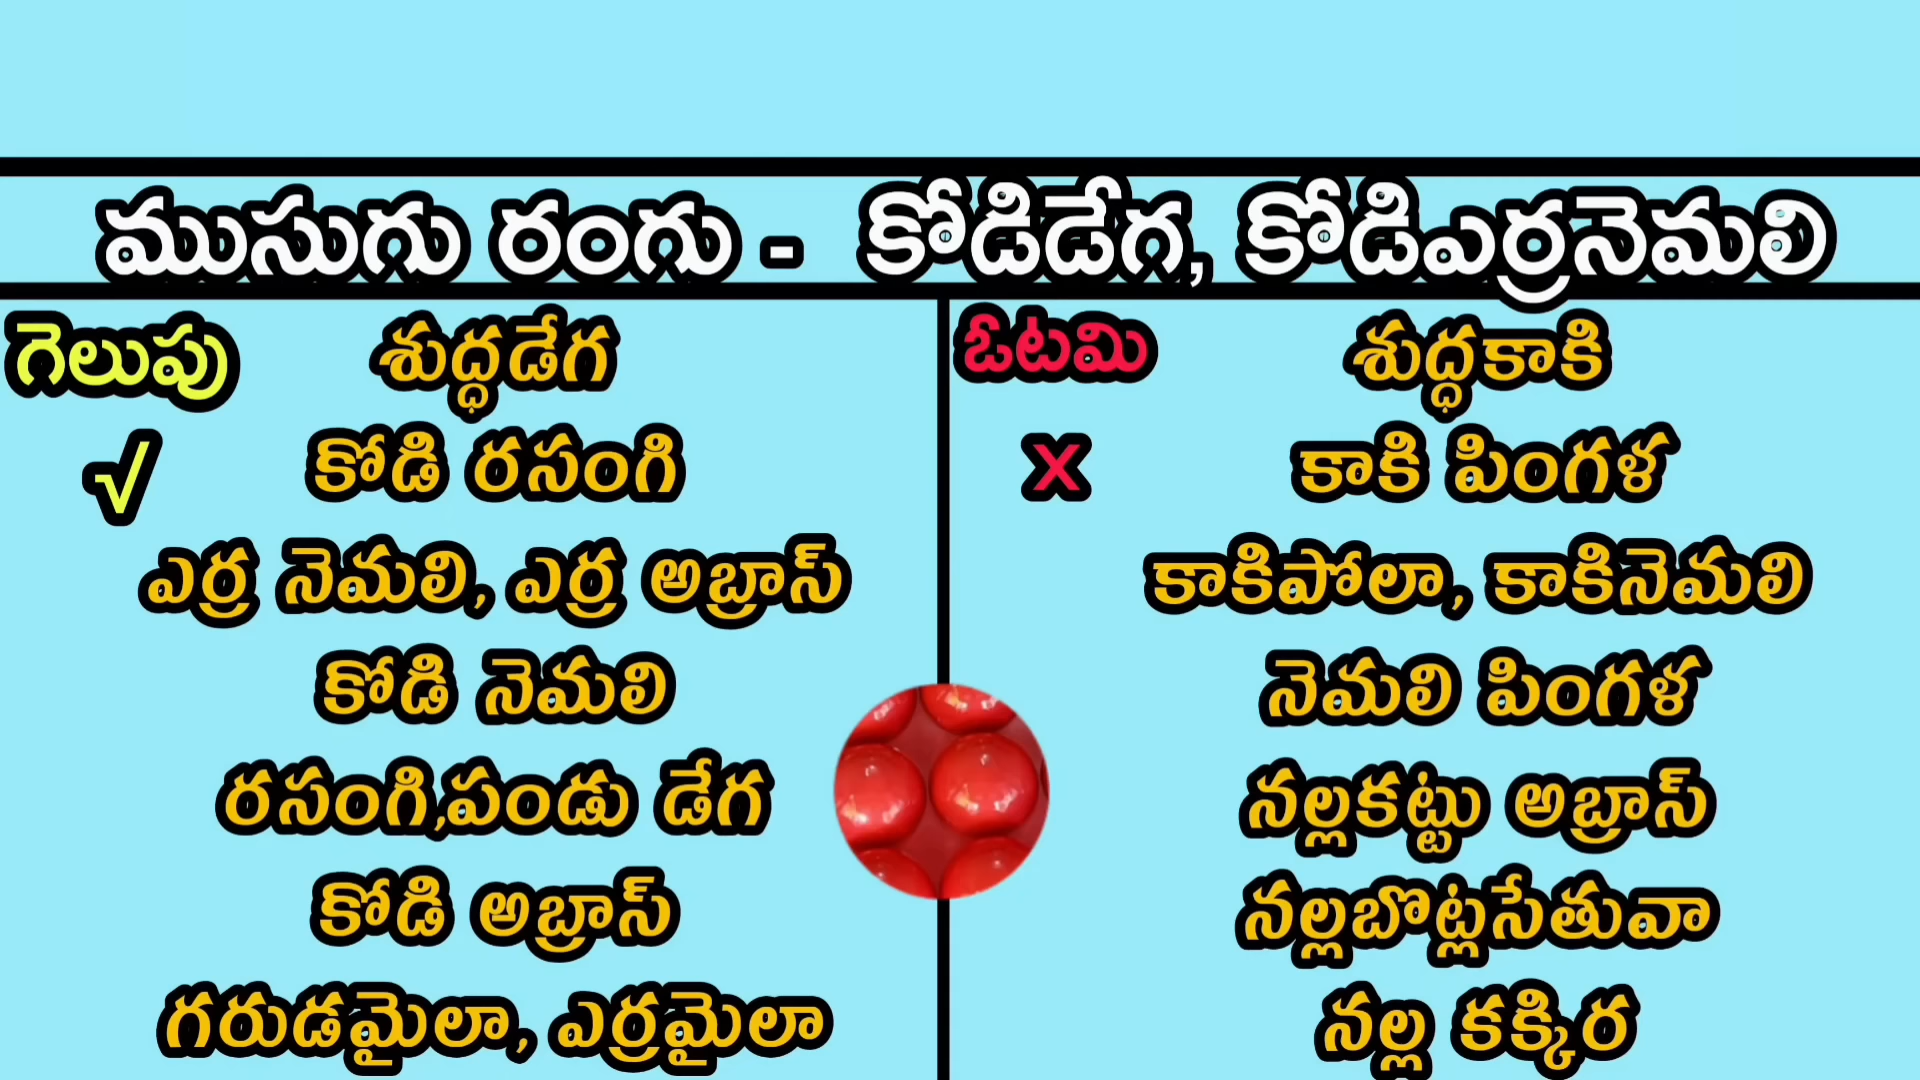 ముసుగు రంగు - కోడిడేగ, కోడిఎర్రనెమలి
గెలుపు
√
శుద్ధడేగ
కోడి రసంగి
ఎర్ర నెమలి, ఎర్ర అబ్రాస్
కోడి నెమలి
రసంగి,పండు డేగ
కోడి అబ్రాస్
గరుడమైలా, ఎర్రమైలా
ఓటమి
x
శుద్ధకాకి
కాకి పింగళ
కాకిపోలా, కాకినెమలి
నెమలి పింగళ
నల్లకట్టు అబ్రాస్
నల్లబొట్లసేతువా
నల్ల కక్కిర